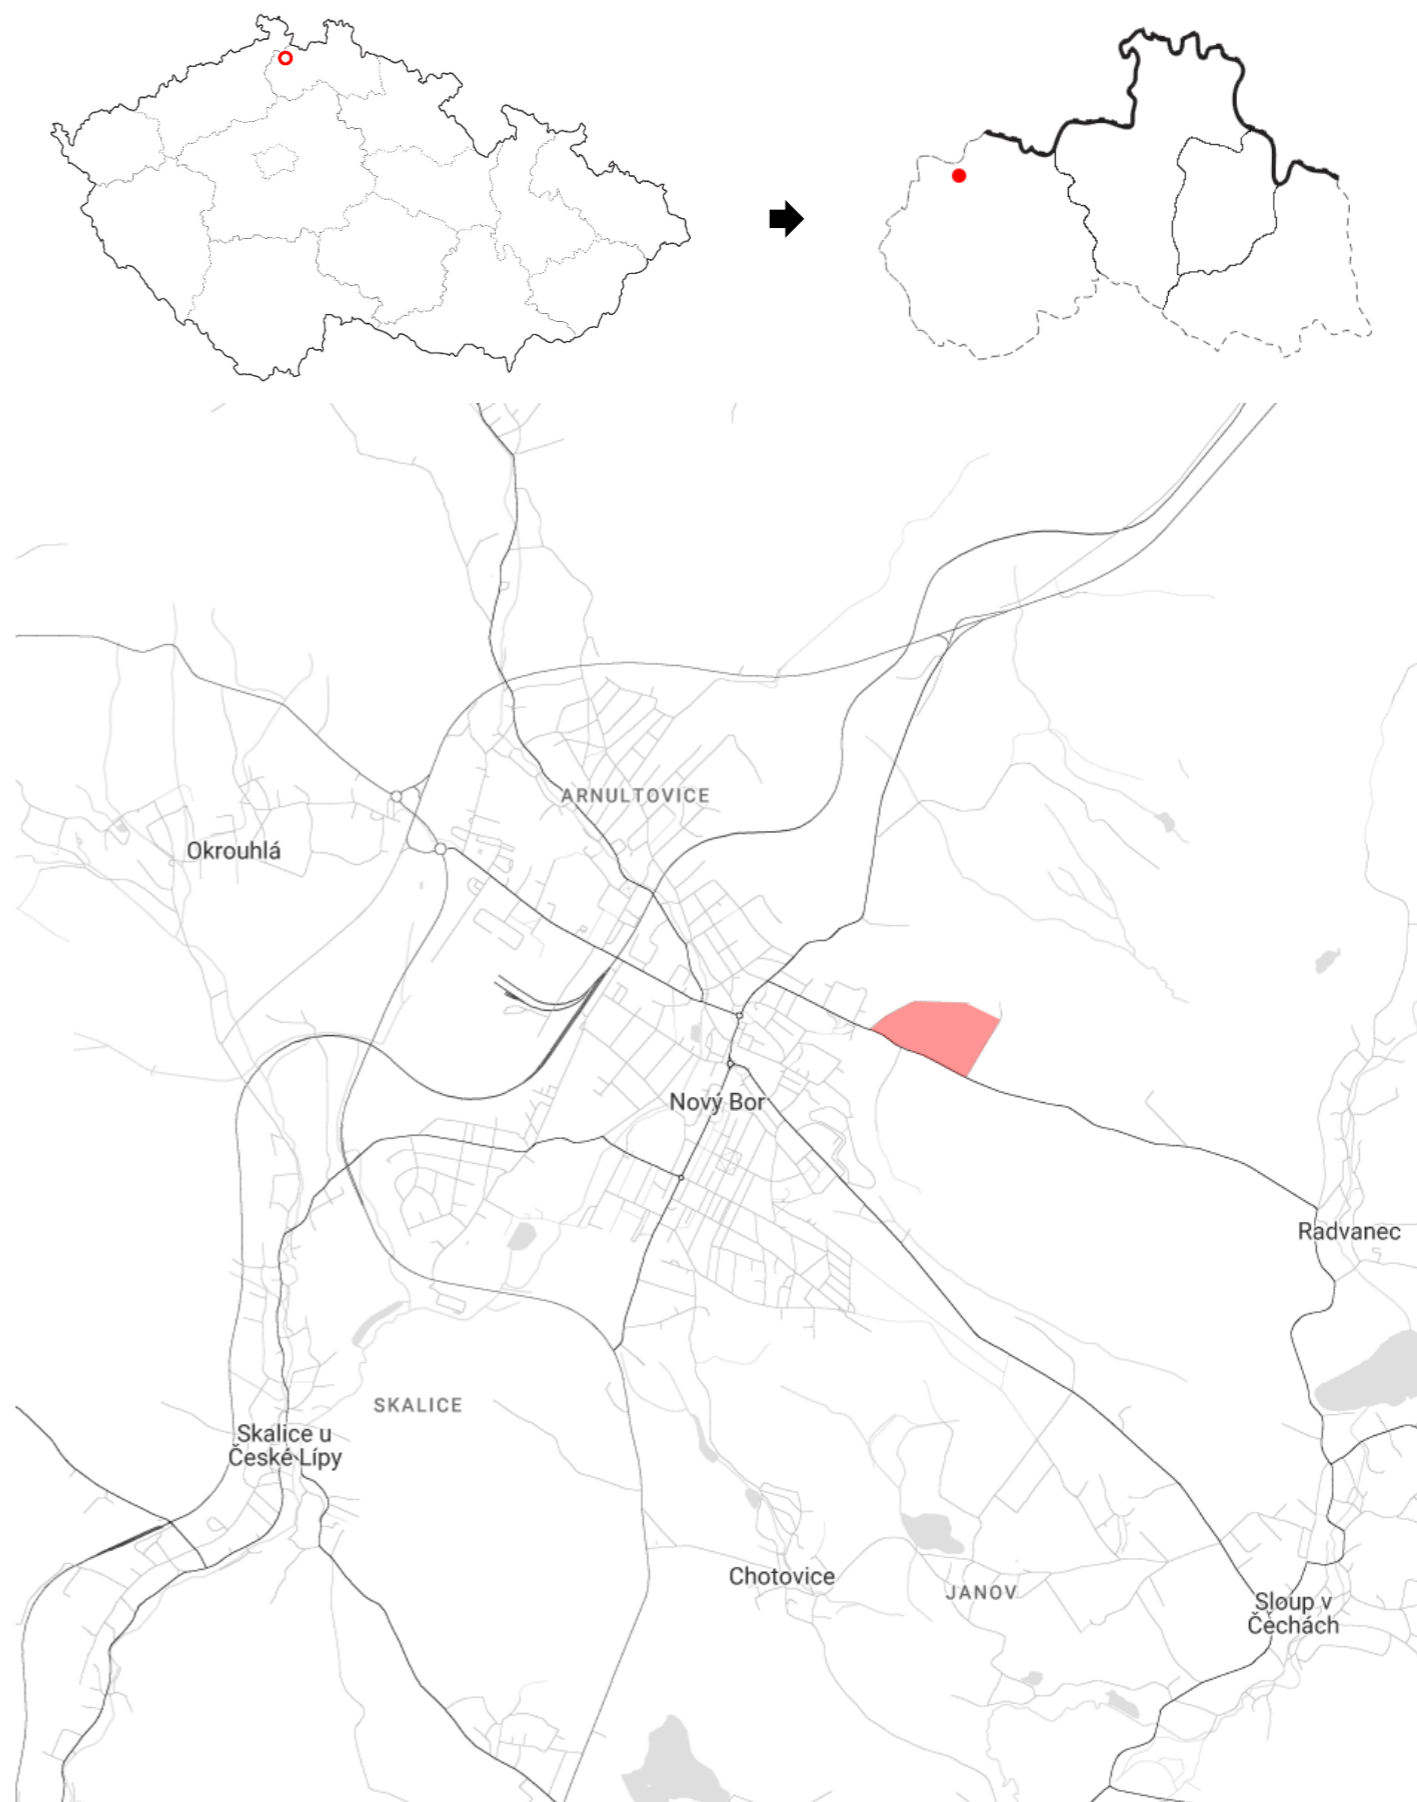 ARNULTOVICE
Okrouhlá
Nový Bor
Radvanec
SKALICE
Skalice u
České Lípy
Chotovice
JANOV
Sloup v
Čechách